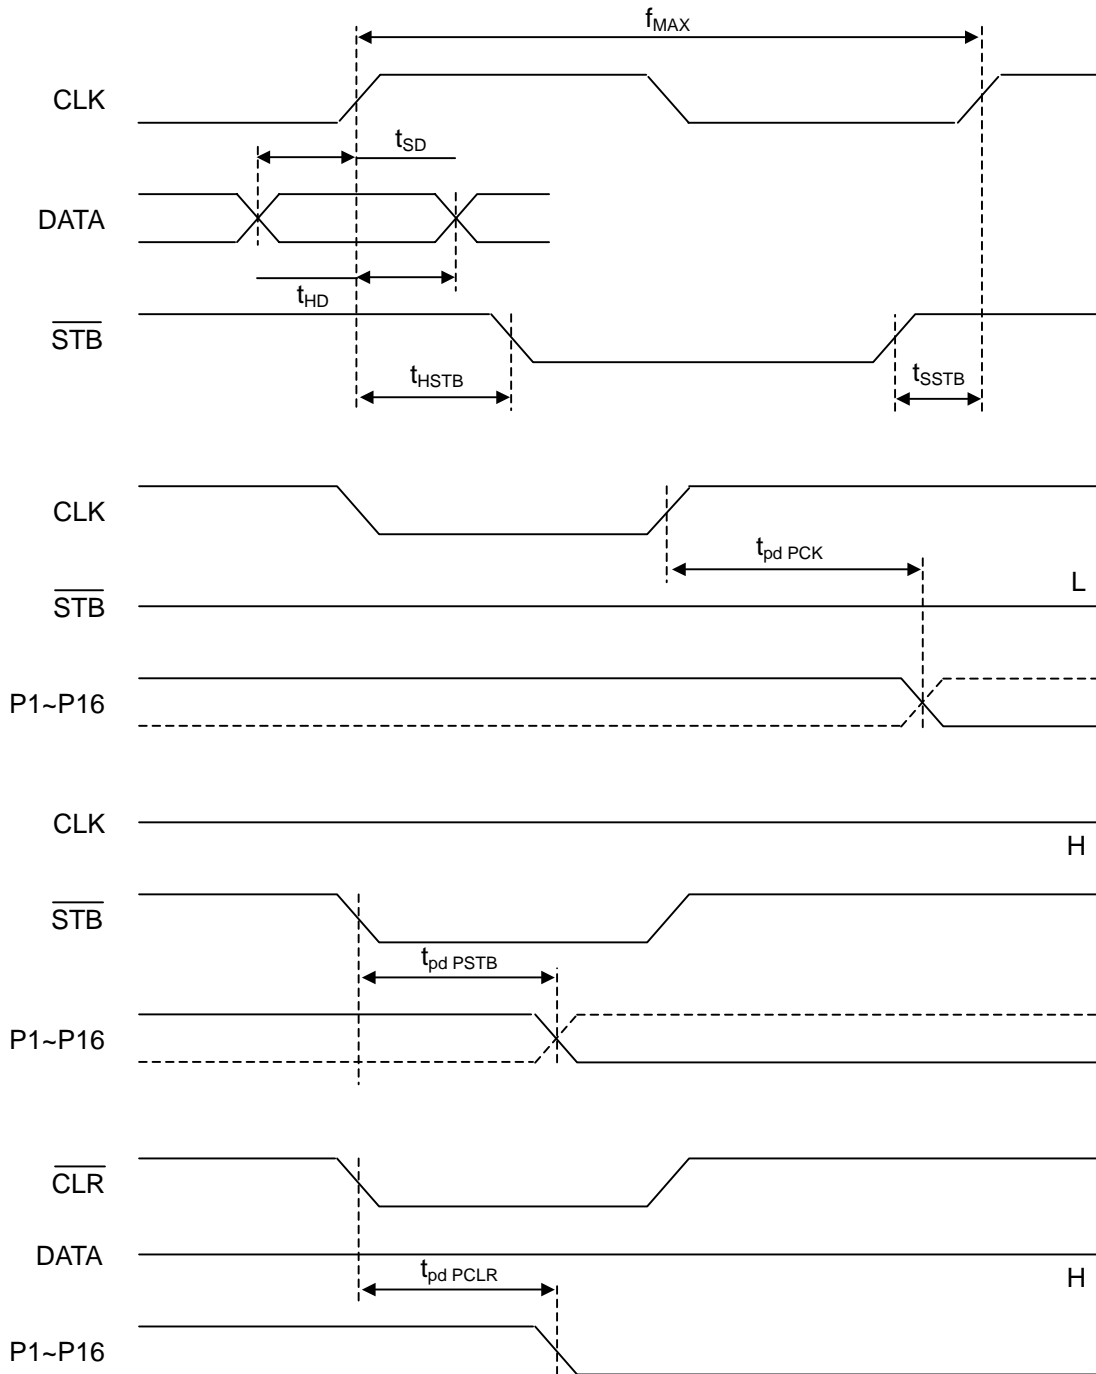 fMAX
CLK
tSD
DATA
tHD
STB
tHSTB
tSSTB
CLK
tpd PCK
L
STB
P1~P16
CLK
H
STB
tpd PSTB
P1~P16
CLR
DATA
tpd PCLR
H
P1~P16